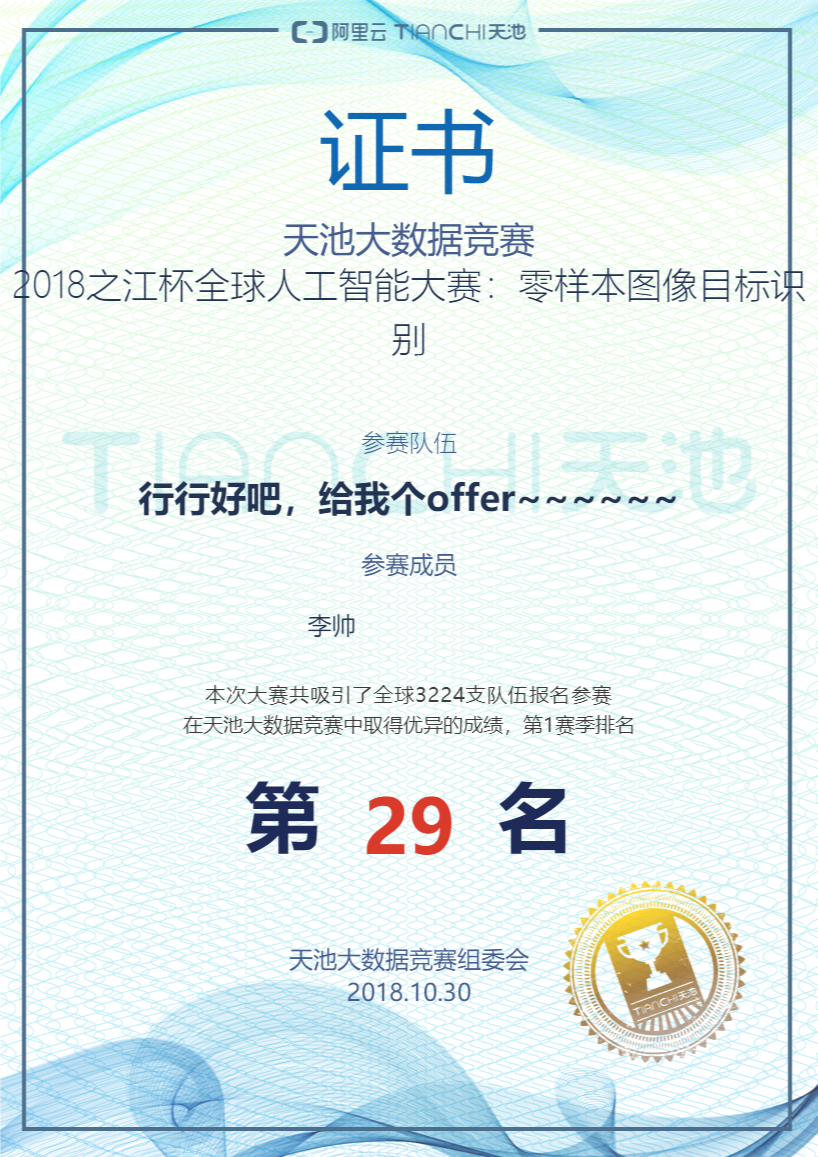 阿里云 TIANCHI天池
证书
天池大数据竞赛
2018之江杯全球人工智能大赛：零样本图像目标识
别
参赛队伍
TIANCHI天池
行行好吧，给我个offer~~~~~~
参赛成员
李帅
本次大赛共吸引了全球3224支队伍报名参赛
在天池大数据竞赛中取得优异的成绩，第1赛季排名
第 29 名
天池大数据竞赛组委会
2018.10.30
TIANCHI天池